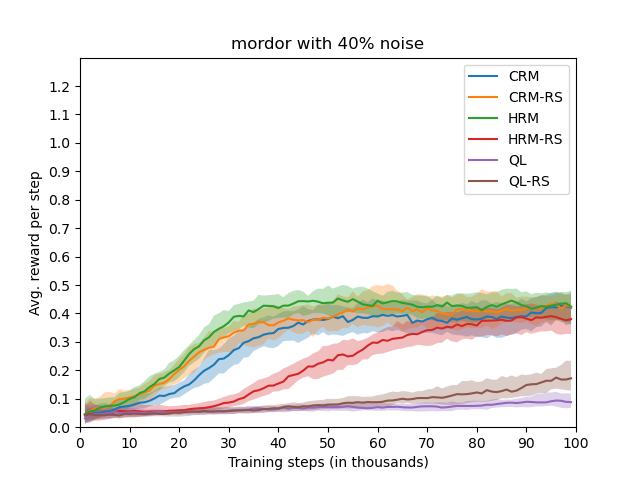 mordor with 40% noise
CRM
CRM-RS
HRM
HRM-RS
QL
QL-RS
Avg. reward per step
1.2
1.1
1.0
0.9
0.8
0.7
0.6
0.5
0.4
0.3
0.2
0.1
0.0
0 10 20 30 40 50 60 70 80 90 100
Training steps (in thousands)